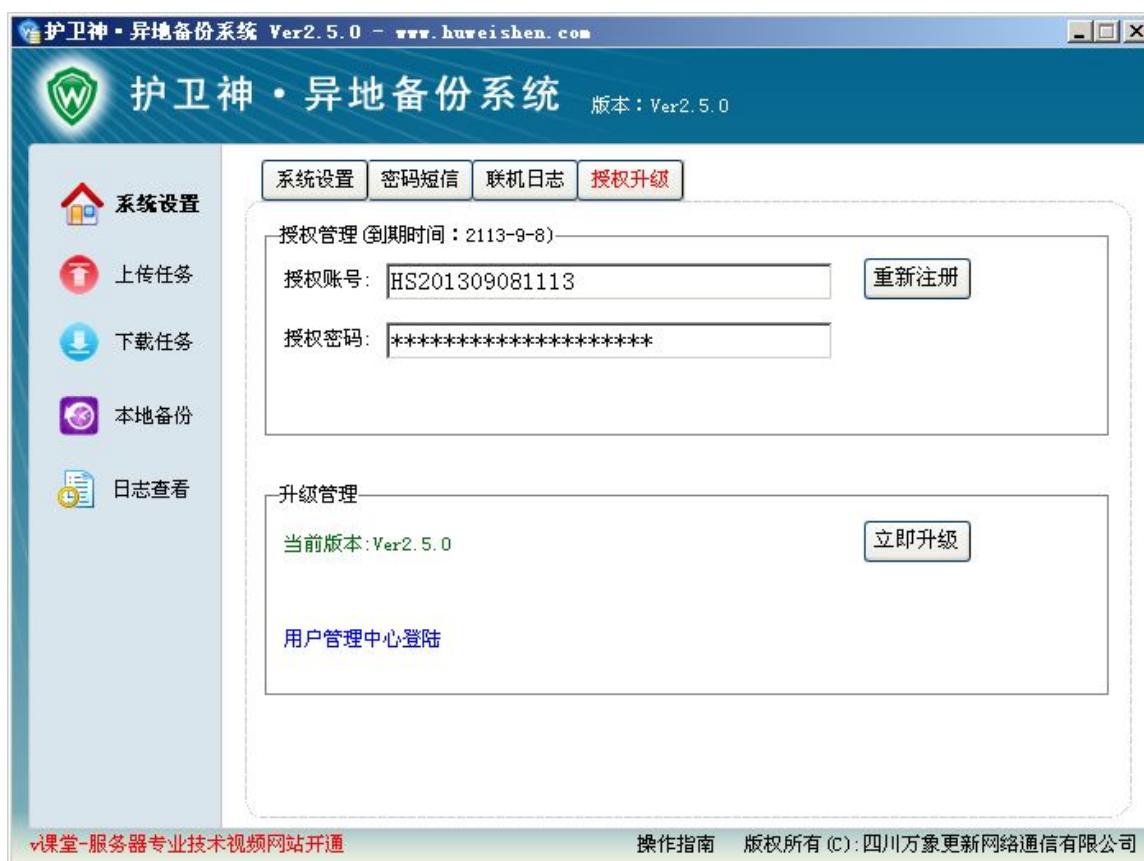 护卫神·异地备份系统 Ver2.5.0 - www.huweishen.com
护卫神·异地备份系统 版本：Ver2.5.0
系统设置
上传任务
下载任务
本地备份
日志查看
系统设置 密码短信 联机日志 授权升级
授权管理(到期时间：2113-9-8)
授权账号: HS201309081113 重新注册
授权密码: ********************
升级管理
当前版本:Ver2.5.0 立即升级
用户管理中心登陆
v课堂-服务器专业技术视频网站开通 操作指南 版权所有(C):四川万象更新网络通信有限公司